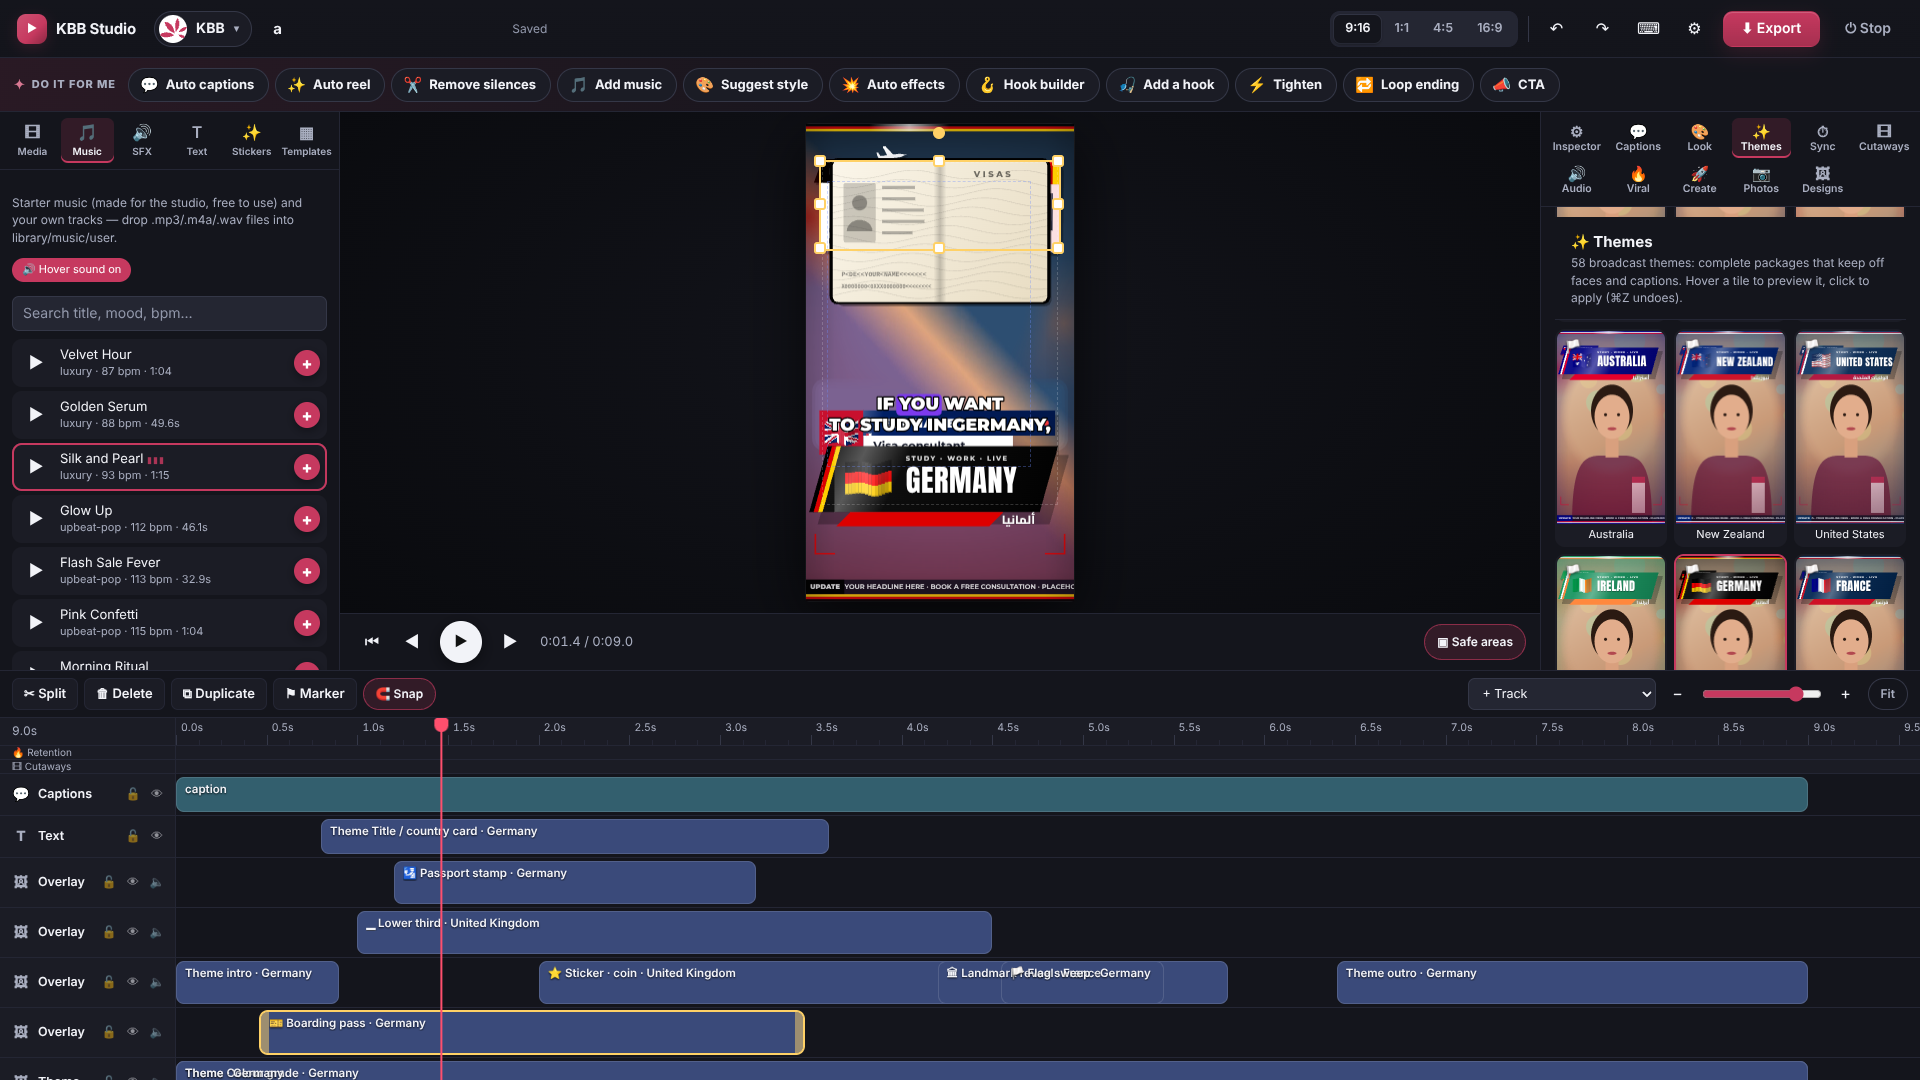 KBB Studio
KBB
a
Saved
9:16
1:1
4:5
16:9
Export
Stop
DO IT FOR ME
Auto captions
Auto reel
Remove silences
Add music
Suggest style
Auto effects
Hook builder
Add a hook
Tighten
Loop ending
CTA
Media
Music
SFX
Text
Stickers
Templates
Starter music (made for the studio, free to use) and
your own tracks — drop .mp3/.m4a/.wav files into
library/music/user.
Hover sound on
Search title, mood, bpm...
Velvet Hour
luxury · 87 bpm · 1:04
Golden Serum
luxury · 88 bpm · 49.6s
Silk and Pearl
luxury · 93 bpm · 1:15
Glow Up
upbeat-pop · 112 bpm · 46.1s
Flash Sale Fever
upbeat-pop · 113 bpm · 32.9s
Pink Confetti
upbeat-pop · 115 bpm · 1:04
Morning Ritual
VISAS
IF YOU WANT
TO STUDY IN GERMANY,
Visa consultant
STUDY · WORK · LIVE
GERMANY
ألمانيا
UPDATE YOUR HEADLINE HERE · BOOK A FREE CONSULTATION ·
0:01.4 / 0:09.0
Safe areas
Inspector
Captions
Look
Themes
Sync
Cutaways
Audio
Viral
Create
Photos
Designs
Themes
58 broadcast themes: complete packages that keep off
faces and captions. Hover a tile to preview it, click to
apply (⌘Z undoes).
AUSTRALIA
NEW ZEALAND
UNITED STATES
Australia
New Zealand
United States
IRELAND
GERMANY
FRANCE
Split
Delete
Duplicate
Marker
Snap
+ Track
−
+
Fit
9.0s
0.0s
0.5s
1.0s
1.5s
2.0s
2.5s
3.0s
3.5s
4.0s
4.5s
5.0s
5.5s
6.0s
6.5s
7.0s
7.5s
8.0s
8.5s
9.0s
9.5
Retention
Cutaways
Captions
caption
Text
Theme Title / country card · Germany
Overlay
Passport stamp · Germany
Overlay
Lower third · United Kingdom
Overlay
Theme intro · Germany
Sticker · coin · United Kingdom
Theme outro · Germany
Overlay
Boarding pass · Germany